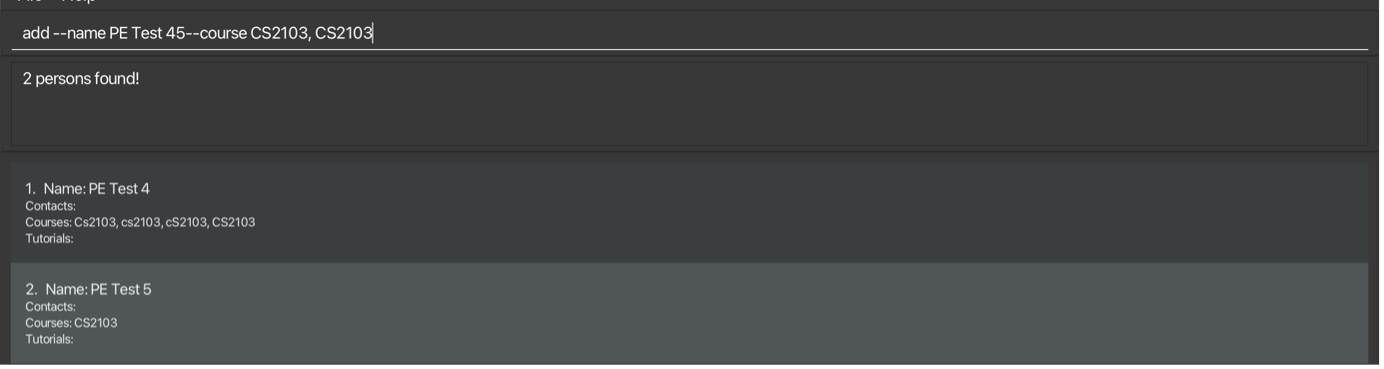 add --name PE Test 45--course CS2103, CS2103
2 persons found!
1. Name: PE Test 4
Contacts:
Courses: Cs2103, cs2103, cS2103, CS2103
Tutorials:
2. Name: PE Test 5
Contacts:
Courses: CS2103
Tutorials: